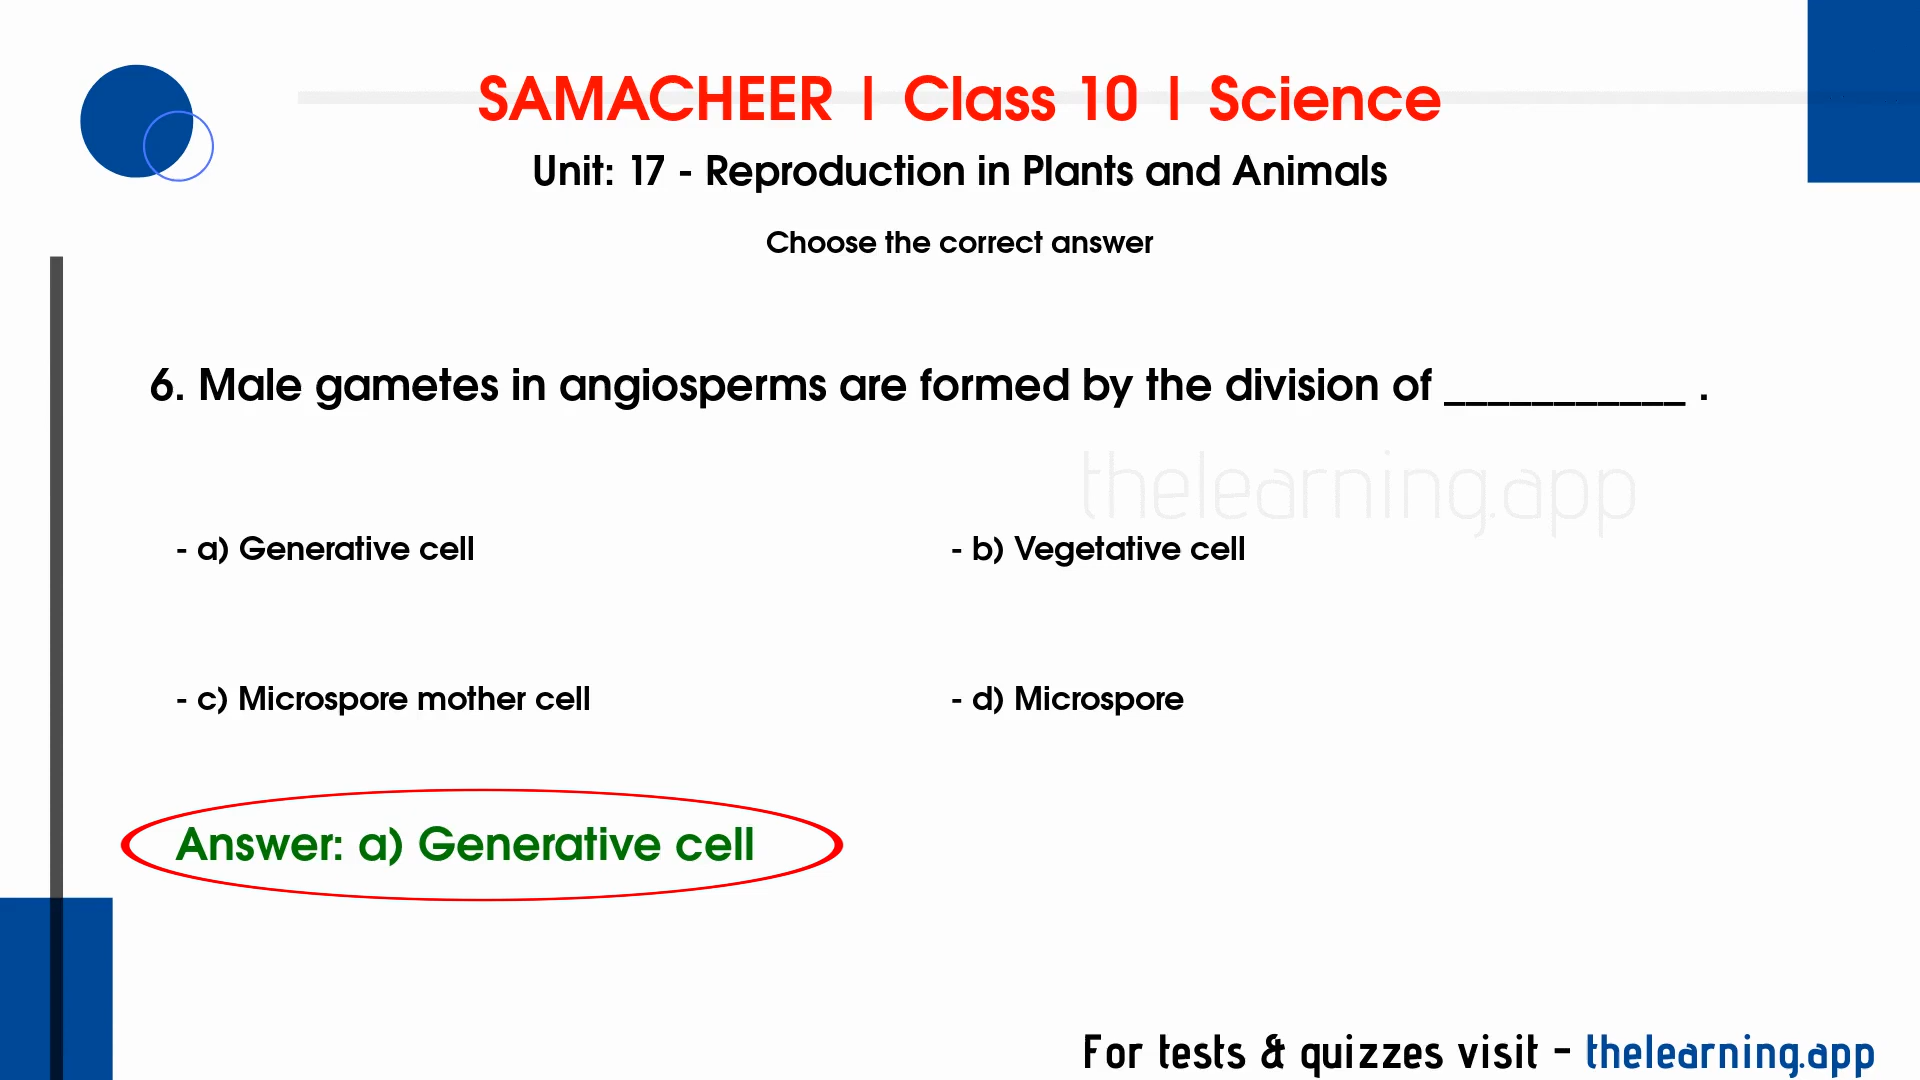 SAMACHEER | Class 10 | Science
Unit: 17 - Reproduction in Plants and Animals
Choose the correct answer
6. Male gametes in angiosperms are formed by the division of ___________ .
thelearning.app
- a) Generative cell
- b) Vegetative cell
- c) Microspore mother cell
- d) Microspore
Answer: a) Generative cell
For tests & quizzes visit - thelearning.app